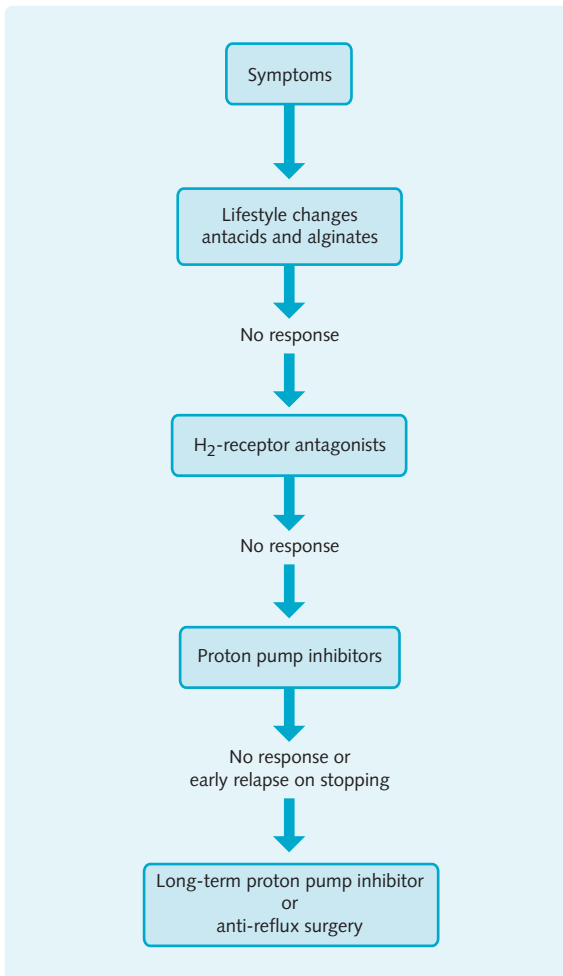 Symptoms
Lifestyle changes
antacids and alginates
No response
H₂-receptor antagonists
No response
Proton pump inhibitors
No response or
early relapse on stopping
Long-term proton pump inhibitor
or
anti-reflux surgery